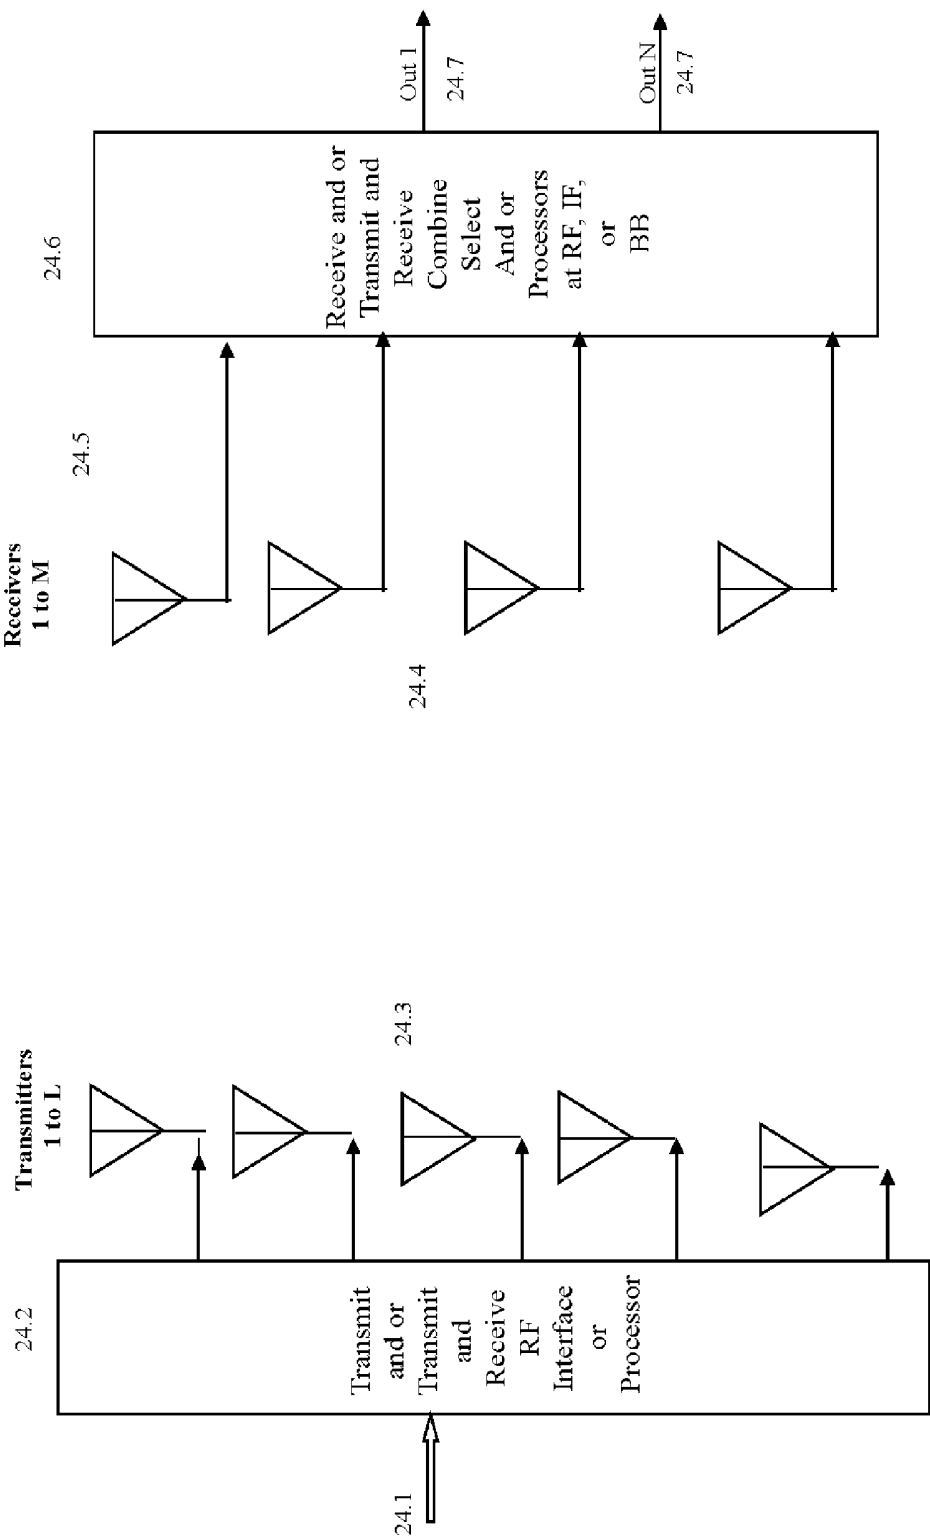 24.1
24.2
Transmit
and or
Transmit
and
Receive
RF
Interface
or
Processor
Transmitters
1 to L
24.3
24.4
Receivers
1 to M
24.5
24.6
Receive and or
Transmit and
Receive
Combine
Select
And or
Processors
at RF, IF,
or
BB
Out 1
24.7
Out N
24.7